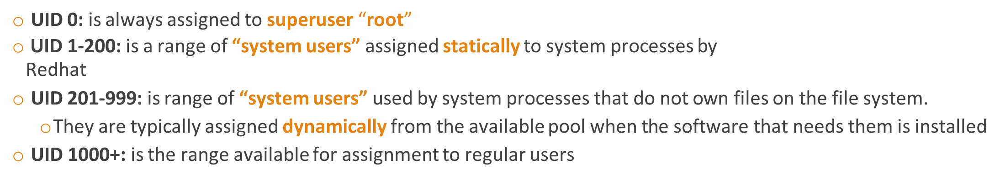 o UID 0: is always assigned to superuser “root”
o UID 1-200: is a range of “system users” assigned statically to system processes by
Redhat
o UID 201-999: is range of “system users” used by system processes that do not own files on the file system.
o They are typically assigned dynamically from the available pool when the software that needs them is installed
o UID 1000+: is the range available for assignment to regular users